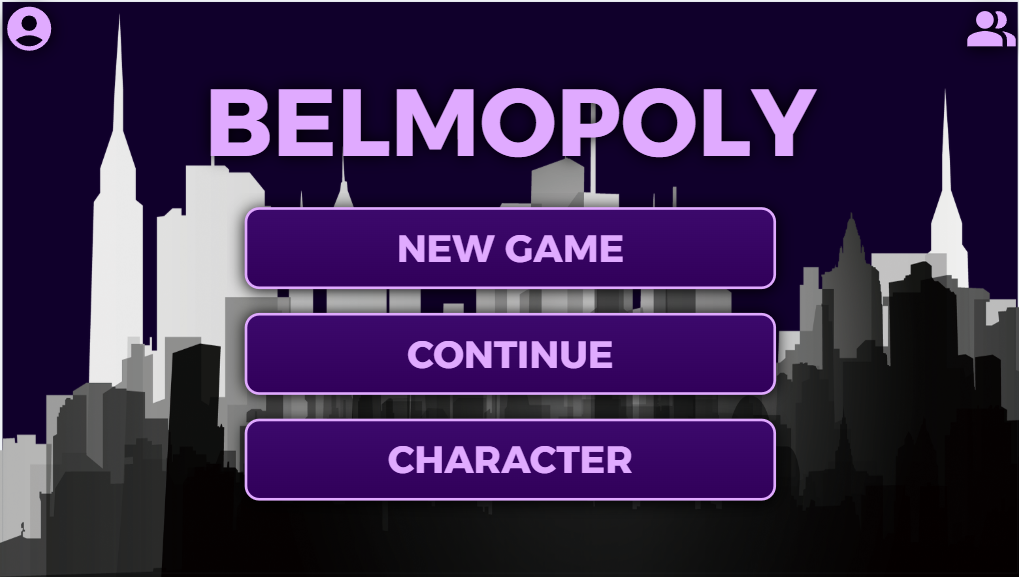 BELMOPOLY
NEW GAME
CONTINUE
CHARACTER